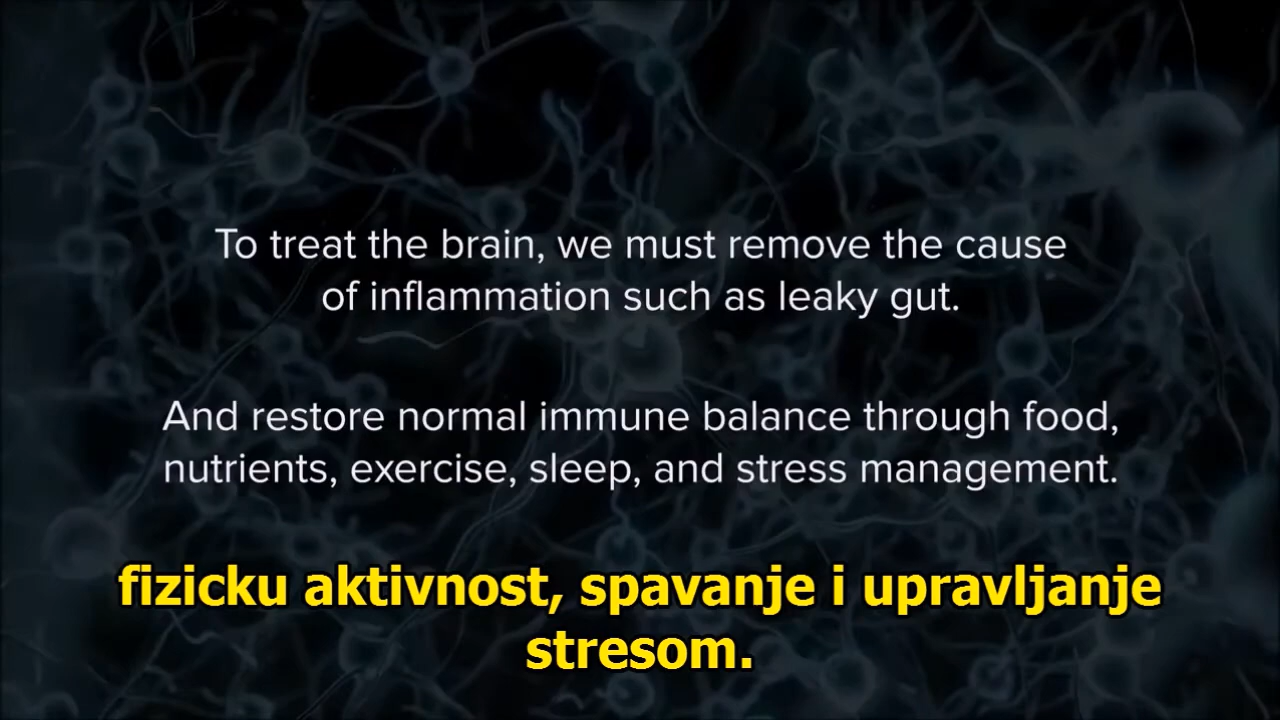 To treat the brain, we must remove the cause
of inflammation such as leaky gut.
And restore normal immune balance through food,
nutrients, exercise, sleep, and stress management.
fizicku aktivnost, spavanje i upravljanje
stresom.